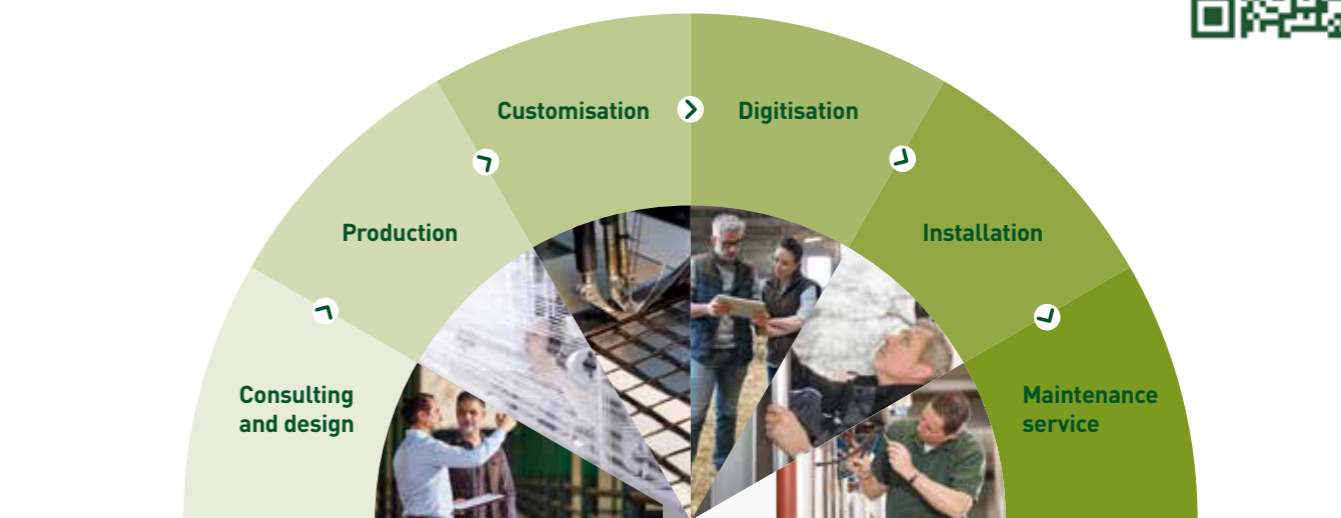 Customisation
Digitisation
Production
Installation
Consulting
and design
Maintenance
service